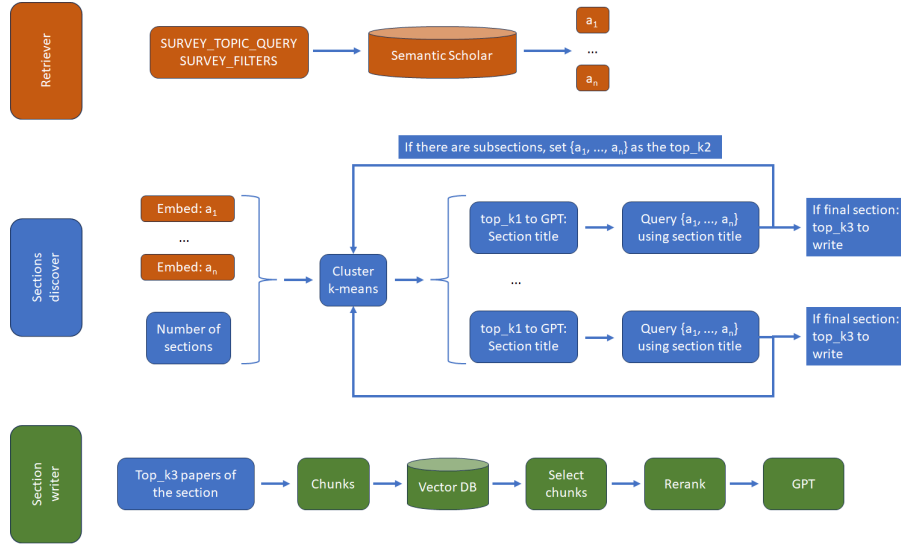 Retriever
SURVEY_TOPIC_QUERY
SURVEY_FILTERS
Semantic Scholar
a1
...
an
If there are subsections, set {a1, ..., an} as the top_k2
Sections
discover
Embed: a1
...
Embed: an
Number of
sections
Cluster
k-means
top_k1 to GPT:
Section title
Query {a1, ..., an}
using section title
If final section:
top_k3 to
write
...
top_k1 to GPT:
Section title
Query {a1, ..., an}
using section title
If final section:
top_k3 to
write
Section
writer
Top_k3 papers of
the section
Chunks
Vector DB
Select
chunks
Rerank
GPT